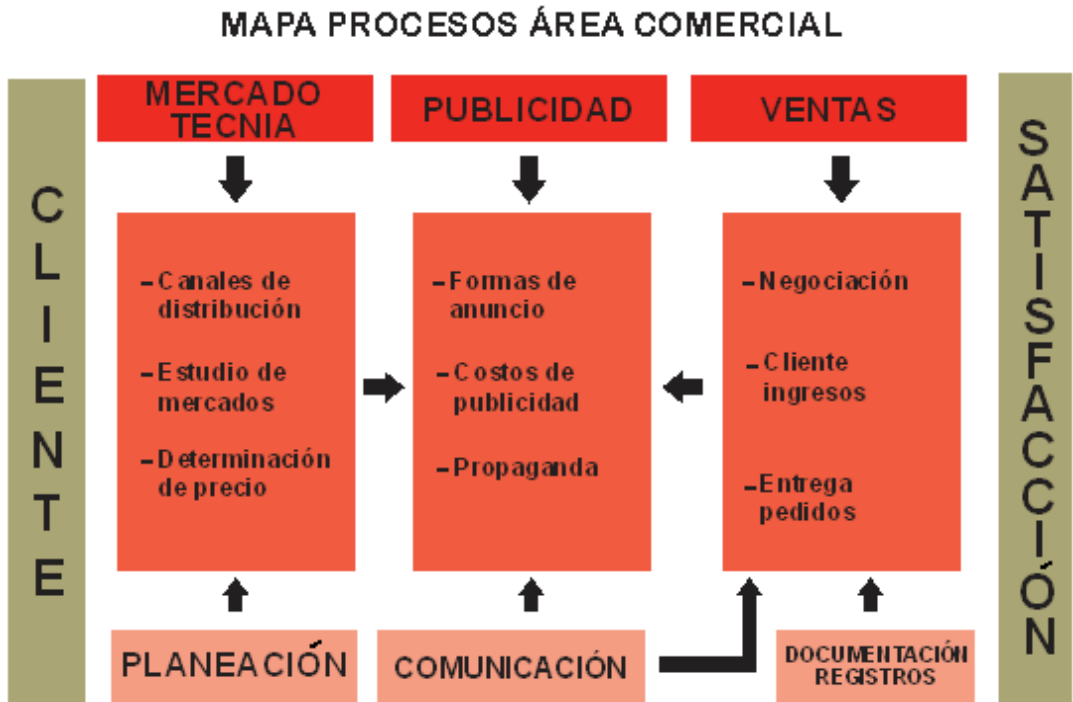 MAPA PROCESOS ÁREA COMERCIAL
CLIENTE
MERCADO
TECNIA
PUBLICIDAD
VENTAS
– Canales de
distribución
– Estudio de
mercados
– Determinación
de precio
– Formas de
anuncio
– Costos de
publicidad
– Propaganda
– Negociación
– Cliente
ingresos
– Entrega
pedidos
PLANEACIÓN
COMUNICACIÓN
DOCUMENTACIÓN
REGISTROS
SATISFACCIÓN